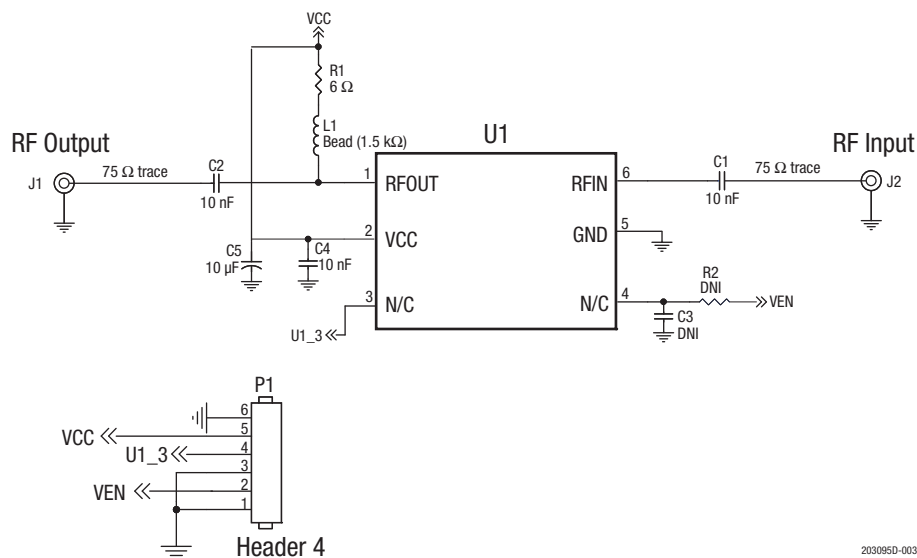 VCC
R1
6 Ω
L1
Bead (1.5 kΩ)
U1
RF Output
RF Input
J1
75 Ω trace
C2
10 nF
1
RFOUT
RFIN
6
C1
10 nF
75 Ω trace
J2
2
VCC
GND
5
C5
10 µF
C4
10 nF
R2
DNI
3
N/C
N/C
4
VEN
U1_3
C3
DNI
P1
6
VCC
5
U1_3
4
3
VEN
2
1
Header 4
203095D-003